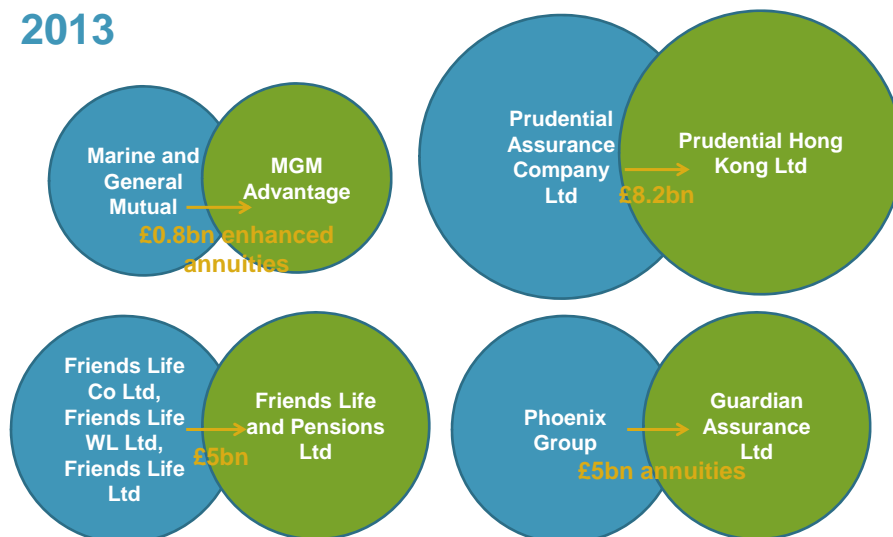 2013
Marine and
General
Mutual
MGM
Advantage
£0.8bn enhanced
annuities
Prudential
Assurance
Company
Ltd
Prudential Hong
Kong Ltd
£8.2bn
Friends Life
Co Ltd,
Friends Life
WL Ltd,
Friends Life
Ltd
Friends Life
and Pensions
Ltd
£5bn
Phoenix
Group
Guardian
Assurance
Ltd
£5bn annuities